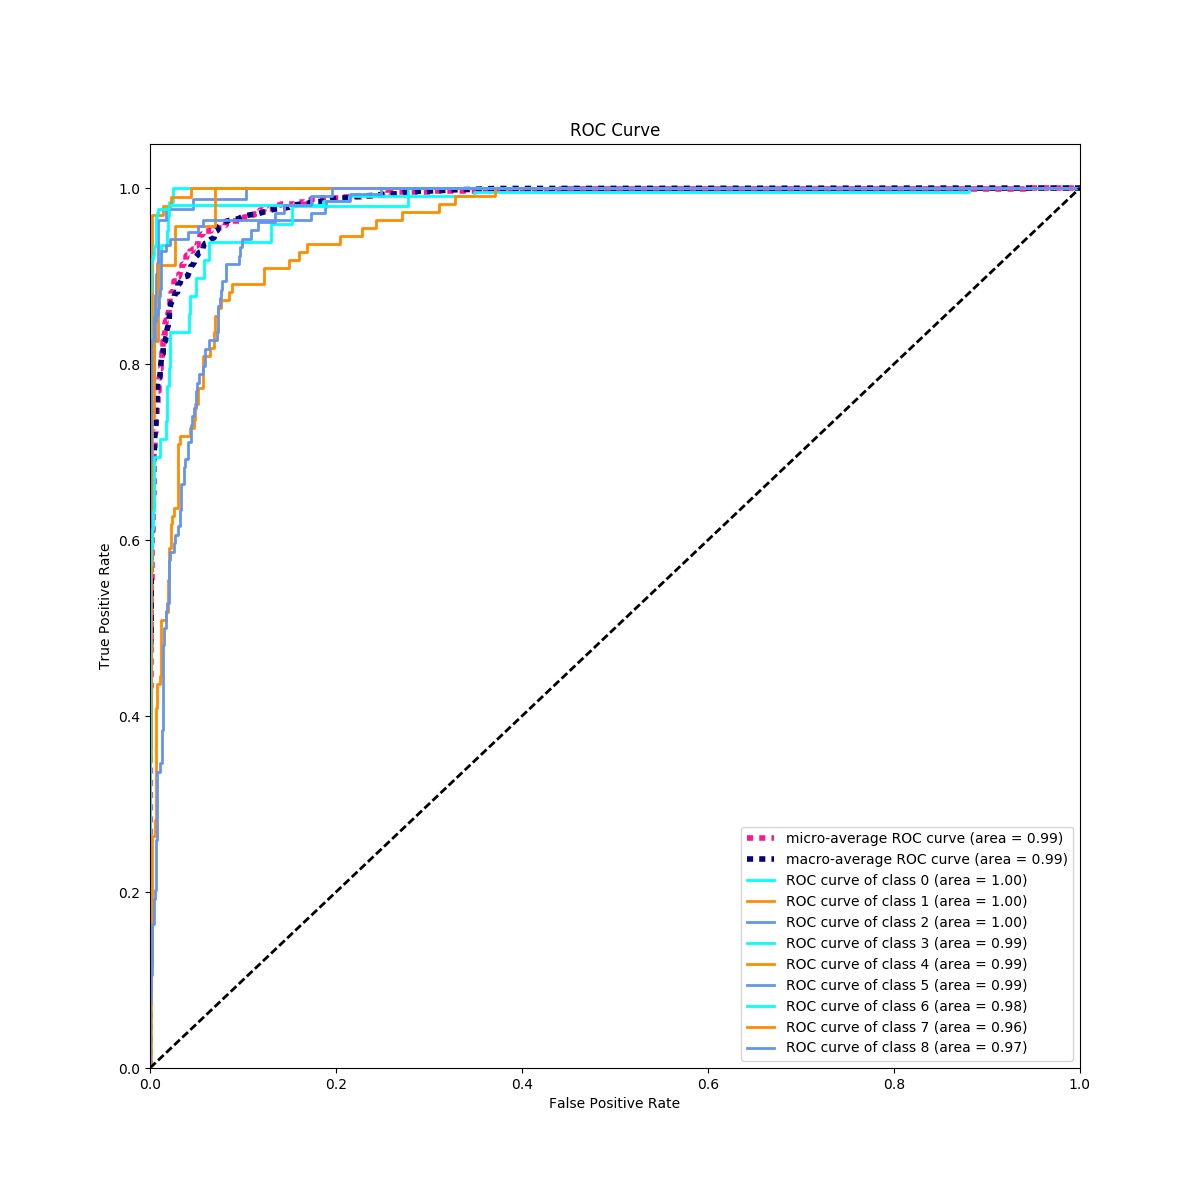 ROC Curve
1.0
0.8
0.6
0.4
0.2
0.0
True Positive Rate
micro-average ROC curve (area = 0.99)
macro-average ROC curve (area = 0.99)
ROC curve of class 0 (area = 1.00)
ROC curve of class 1 (area = 1.00)
ROC curve of class 2 (area = 1.00)
ROC curve of class 3 (area = 0.99)
ROC curve of class 4 (area = 0.99)
ROC curve of class 5 (area = 0.99)
ROC curve of class 6 (area = 0.98)
ROC curve of class 7 (area = 0.96)
ROC curve of class 8 (area = 0.97)
0.0 0.2 0.4 0.6 0.8 1.0
False Positive Rate